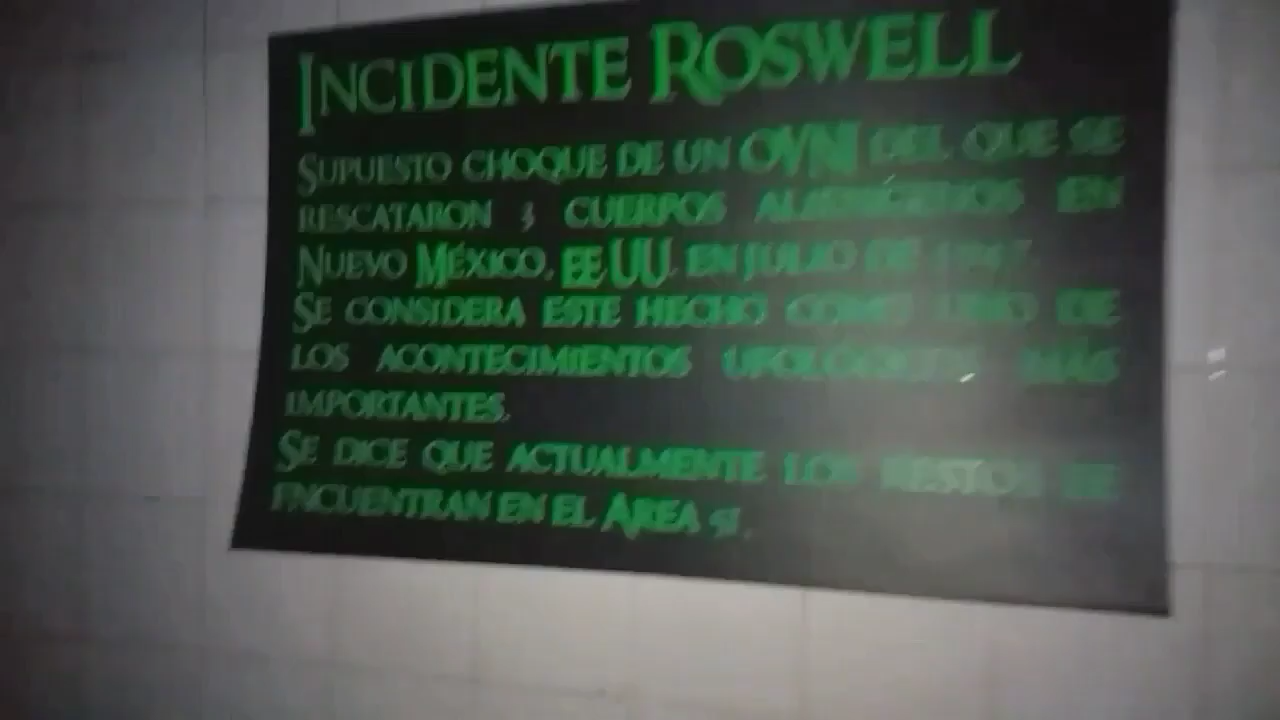 INCIDENTE ROSWELL
SUPUESTO CHOQUE DE UN OVNI DEL QUE SE
RESCATARON 3 CUERPOS ALIENÍGENOS EN
NUEVO MÉXICO, EE UU. EN JULIO DE 1947.
SE CONSIDERA ESTE HECHO COMO UNO DE
LOS ACONTECIMIENTOS UFOLÓGICOS MÁS
IMPORTANTES.
SE DICE QUE ACTUALMENTE LOS RESTOS SE
ENCUENTRAN EN EL AREA 51.